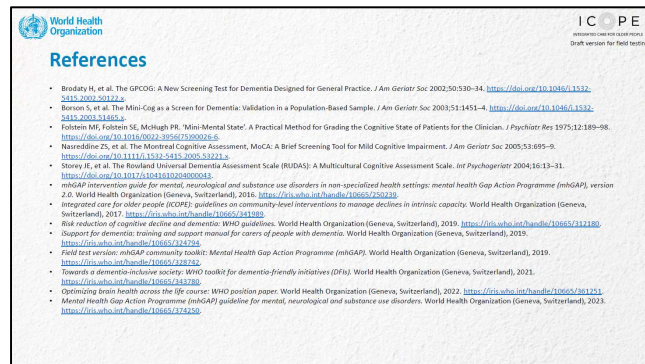 World Health
Organization
ICOPE
INTEGRATED CARE FOR OLDER PEOPLE
Draft version for field testing
References
• Brodaty H, et al. The GPCOG: A New Screening Test for Dementia Designed for General Practice. J Am Geriatr Soc 2002;50:530–34. https://doi.org/10.1046/j.1532-
5415.2002.50122.x.
• Borson S, et al. The Mini-Cog as a Screen for Dementia: Validation in a Population-Based Sample. J Am Geriatr Soc 2003;51:1451–4. https://doi.org/10.1046/j.1532-
5415.2003.51465.x.
• Folstein MF, Folstein SE, McHugh PR. 'Mini-Mental State'. A Practical Method for Grading the Cognitive State of Patients for the Clinician. J Psychiatr Res 1975;12:189–98.
https://doi.org/10.1016/0022-3956(75)90026-6.
• Nasreddine ZS, et al. The Montreal Cognitive Assessment, MoCA: A Brief Screening Tool for Mild Cognitive Impairment. J Am Geriatr Soc 2005;53:695–9.
https://doi.org/10.1111/j.1532-5415.2005.53221.x.
• Storey JE, et al. The Rowland Universal Dementia Assessment Scale (RUDAS): A Multicultural Cognitive Assessment Scale. Int Psychogeriatr 2004;16:13–31.
https://doi.org/10.1017/s1041610204000043.
• mhGAP intervention guide for mental, neurological and substance use disorders in non-specialized health settings: mental health Gap Action Programme (mhGAP), version
2.0. World Health Organization (Geneva, Switzerland), 2016. https://iris.who.int/handle/10665/250239.
• Integrated care for older people (ICOPE): guidelines on community-level interventions to manage declines in intrinsic capacity. World Health Organization (Geneva,
Switzerland), 2017. https://iris.who.int/handle/10665/341989.
• Risk reduction of cognitive decline and dementia: WHO guidelines. World Health Organization (Geneva, Switzerland), 2019. https://iris.who.int/handle/10665/312180.
• iSupport for dementia: training and support manual for carers of people with dementia. World Health Organization (Geneva, Switzerland), 2019.
https://iris.who.int/handle/10665/324794.
• Field test version: mhGAP community toolkit: Mental Health Gap Action Programme (mhGAP). World Health Organization (Geneva, Switzerland), 2019.
https://iris.who.int/handle/10665/328742.
• Towards a dementia-inclusive society: WHO toolkit for dementia-friendly initiatives (DFIs). World Health Organization (Geneva, Switzerland), 2021.
https://iris.who.int/handle/10665/343780.
• Optimizing brain health across the life course: WHO position paper. World Health Organization (Geneva, Switzerland), 2022. https://iris.who.int/handle/10665/361251.
• Mental Health Gap Action Programme (mhGAP) guideline for mental, neurological and substance use disorders. World Health Organization (Geneva, Switzerland), 2023.
https://iris.who.int/handle/10665/374250.